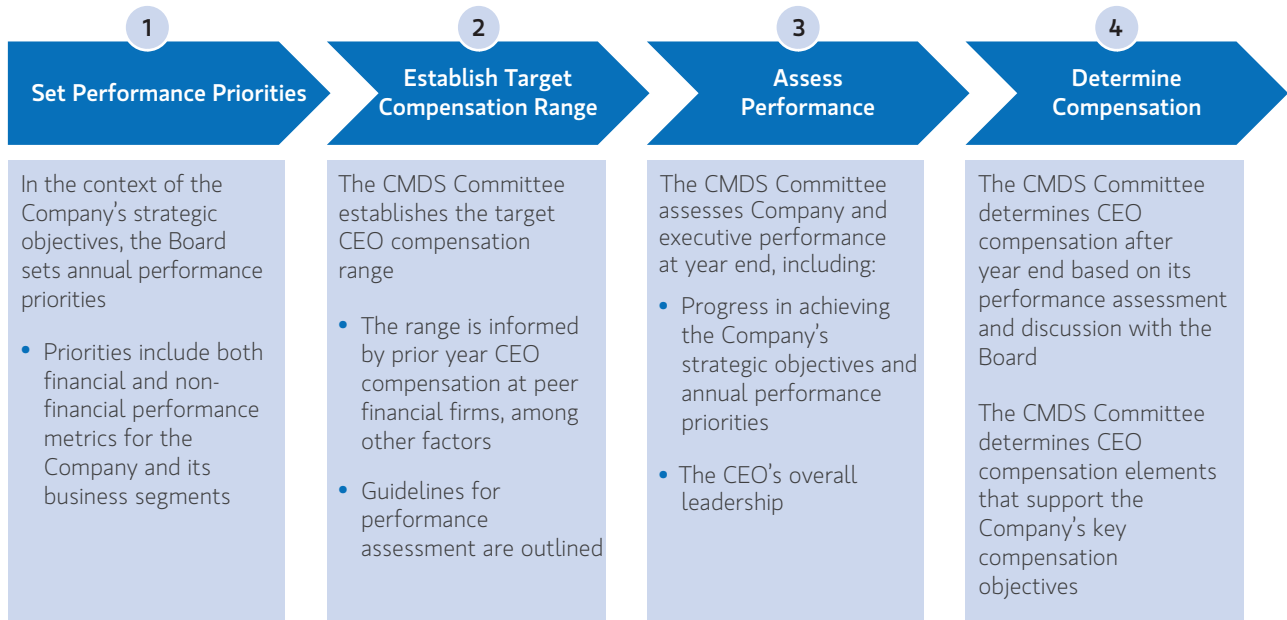 1
Set Performance Priorities
In the context of the
Company’s strategic
objectives, the Board
sets annual performance
priorities
• Priorities include both
financial and non-
financial performance
metrics for the
Company and its
business segments
2
Establish Target
Compensation Range
The CMDS Committee
establishes the target
CEO compensation
range
• The range is informed
by prior year CEO
compensation at peer
financial firms, among
other factors
• Guidelines for
performance
assessment are outlined
3
Assess
Performance
The CMDS Committee
assesses Company and
executive performance
at year end, including:
• Progress in achieving
the Company’s
strategic objectives and
annual performance
priorities
• The CEO’s overall
leadership
4
Determine
Compensation
The CMDS Committee
determines CEO
compensation after
year end based on its
performance assessment
and discussion with the
Board
The CMDS Committee
determines CEO
compensation elements
that support the
Company’s key
compensation
objectives